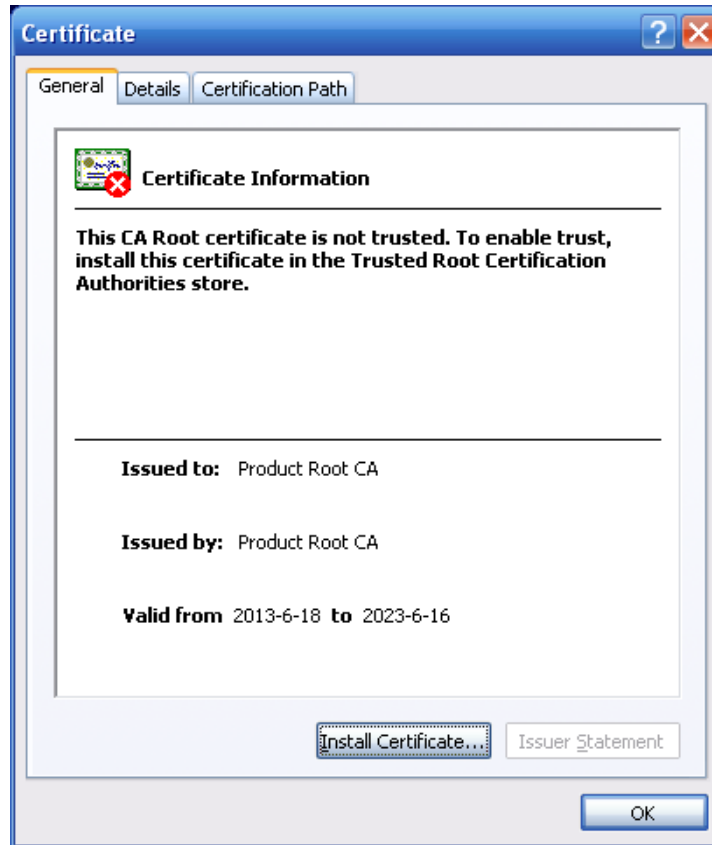 Certificate
General Details Certification Path
Certificate Information
This CA Root certificate is not trusted. To enable trust,
install this certificate in the Trusted Root Certification
Authorities store.
Issued to: Product Root CA
Issued by: Product Root CA
Valid from 2013-6-18 to 2023-6-16
Install Certificate... Issuer Statement
OK